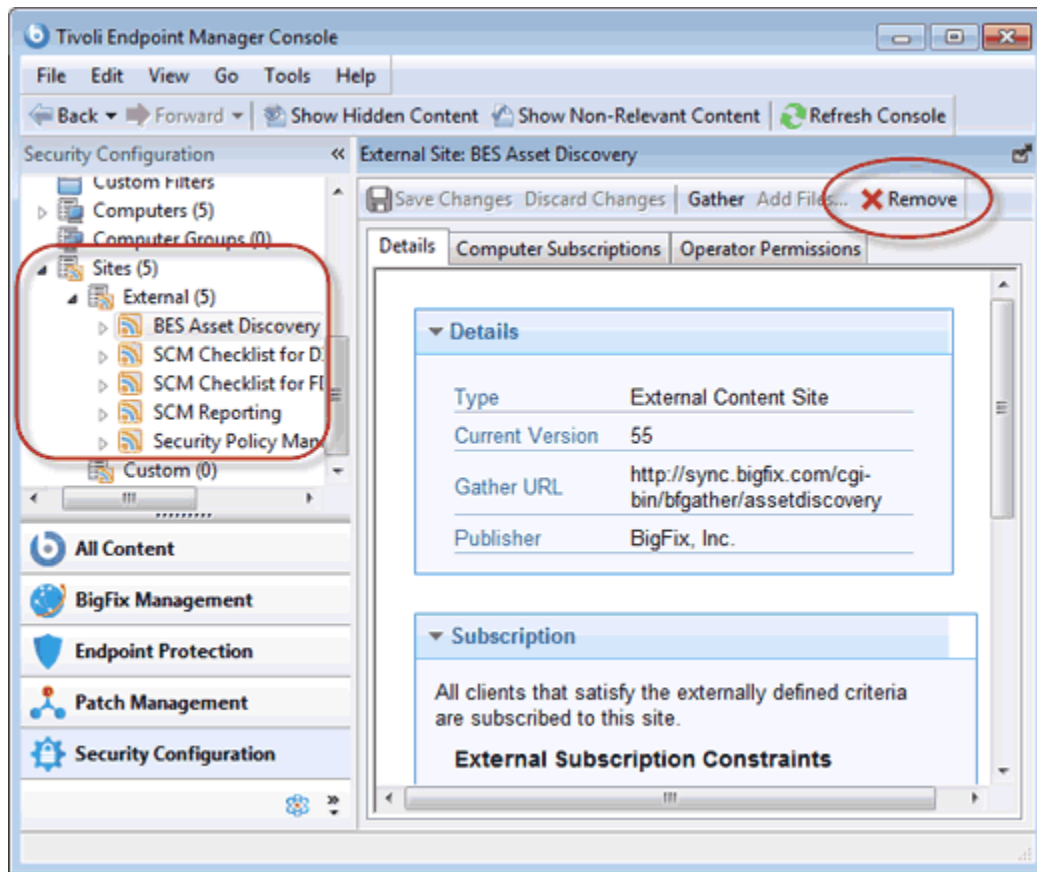 Tivoli Endpoint Manager Console
File Edit View Go Tools Help
Back Forward Show Hidden Content Show Non-Relevant Content Refresh Console
Security Configuration
Custom Filters
Computers (5)
Computer Groups (0)
Sites (5)
External (5)
BES Asset Discovery
SCM Checklist for D
SCM Checklist for
SCM Reporting
Security Policy Man
Custom (0)
All Content
BigFix Management
Endpoint Protection
Patch Management
Security Configuration
External Site: BES Asset Discovery
Save Changes Discard Changes Gather Add Files... Remove
Details Computer Subscriptions Operator Permissions
Details
Type External Content Site
Current Version 55
Gather URL http://sync.bigfix.com/cgi-
bin/bfgather/assetdiscovery
Publisher BigFix, Inc.
Subscription
All clients that satisfy the externally defined criteria
are subscribed to this site.
External Subscription Constraints